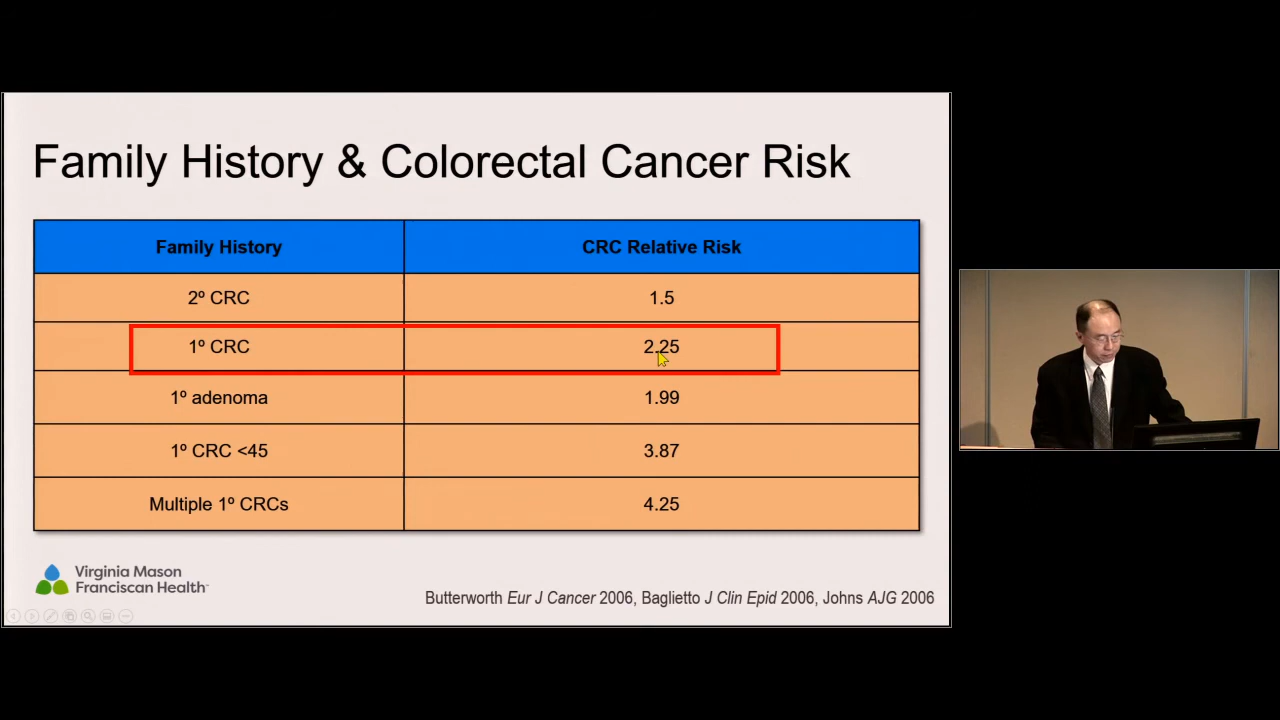 Family History & Colorectal Cancer Risk
Family History CRC Relative Risk
2º CRC 1.5
1º CRC 2.25
1º adenoma 1.99
1º CRC <45 3.87
Multiple 1º CRCs 4.25
Virginia Mason
Franciscan Health™
Butterworth Eur J Cancer 2006, Baglietto J Clin Epid 2006, Johns AJG 2006